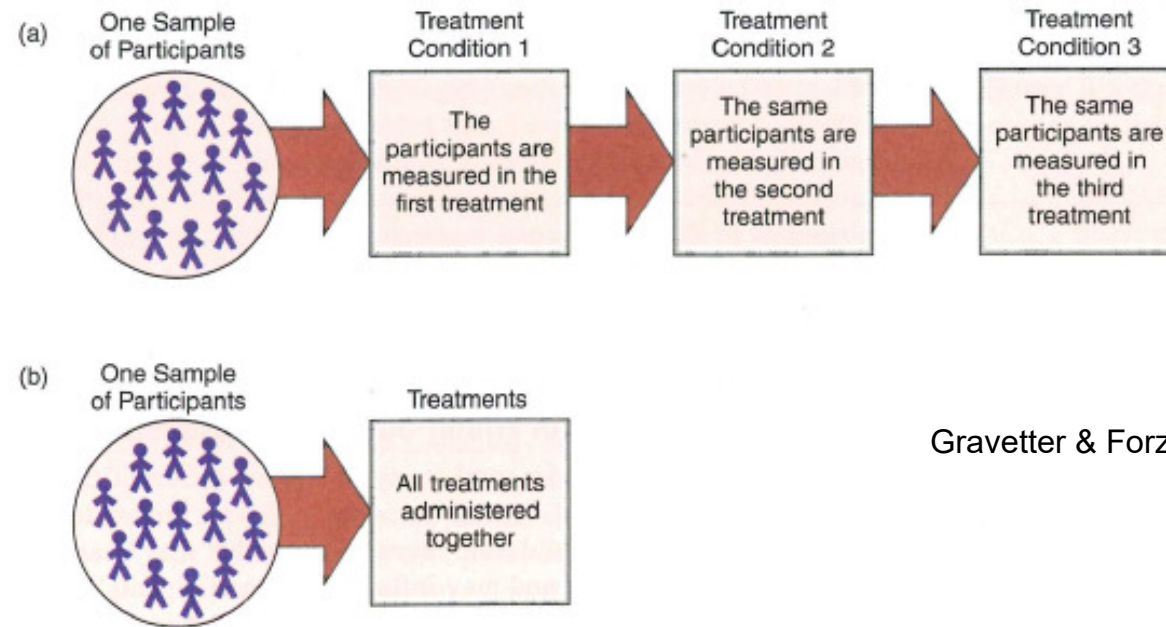 (a)
One Sample
of Participants
Treatment
Condition 1
Treatment
Condition 2
Treatment
Condition 3
The
participants are
measured in the
first treatment
The same
participants are
measured in
the second
treatment
The same
participants are
measured in
the third
treatment
(b)
One Sample
of Participants
Treatments
All treatments
administered
together
Gravetter & Forz